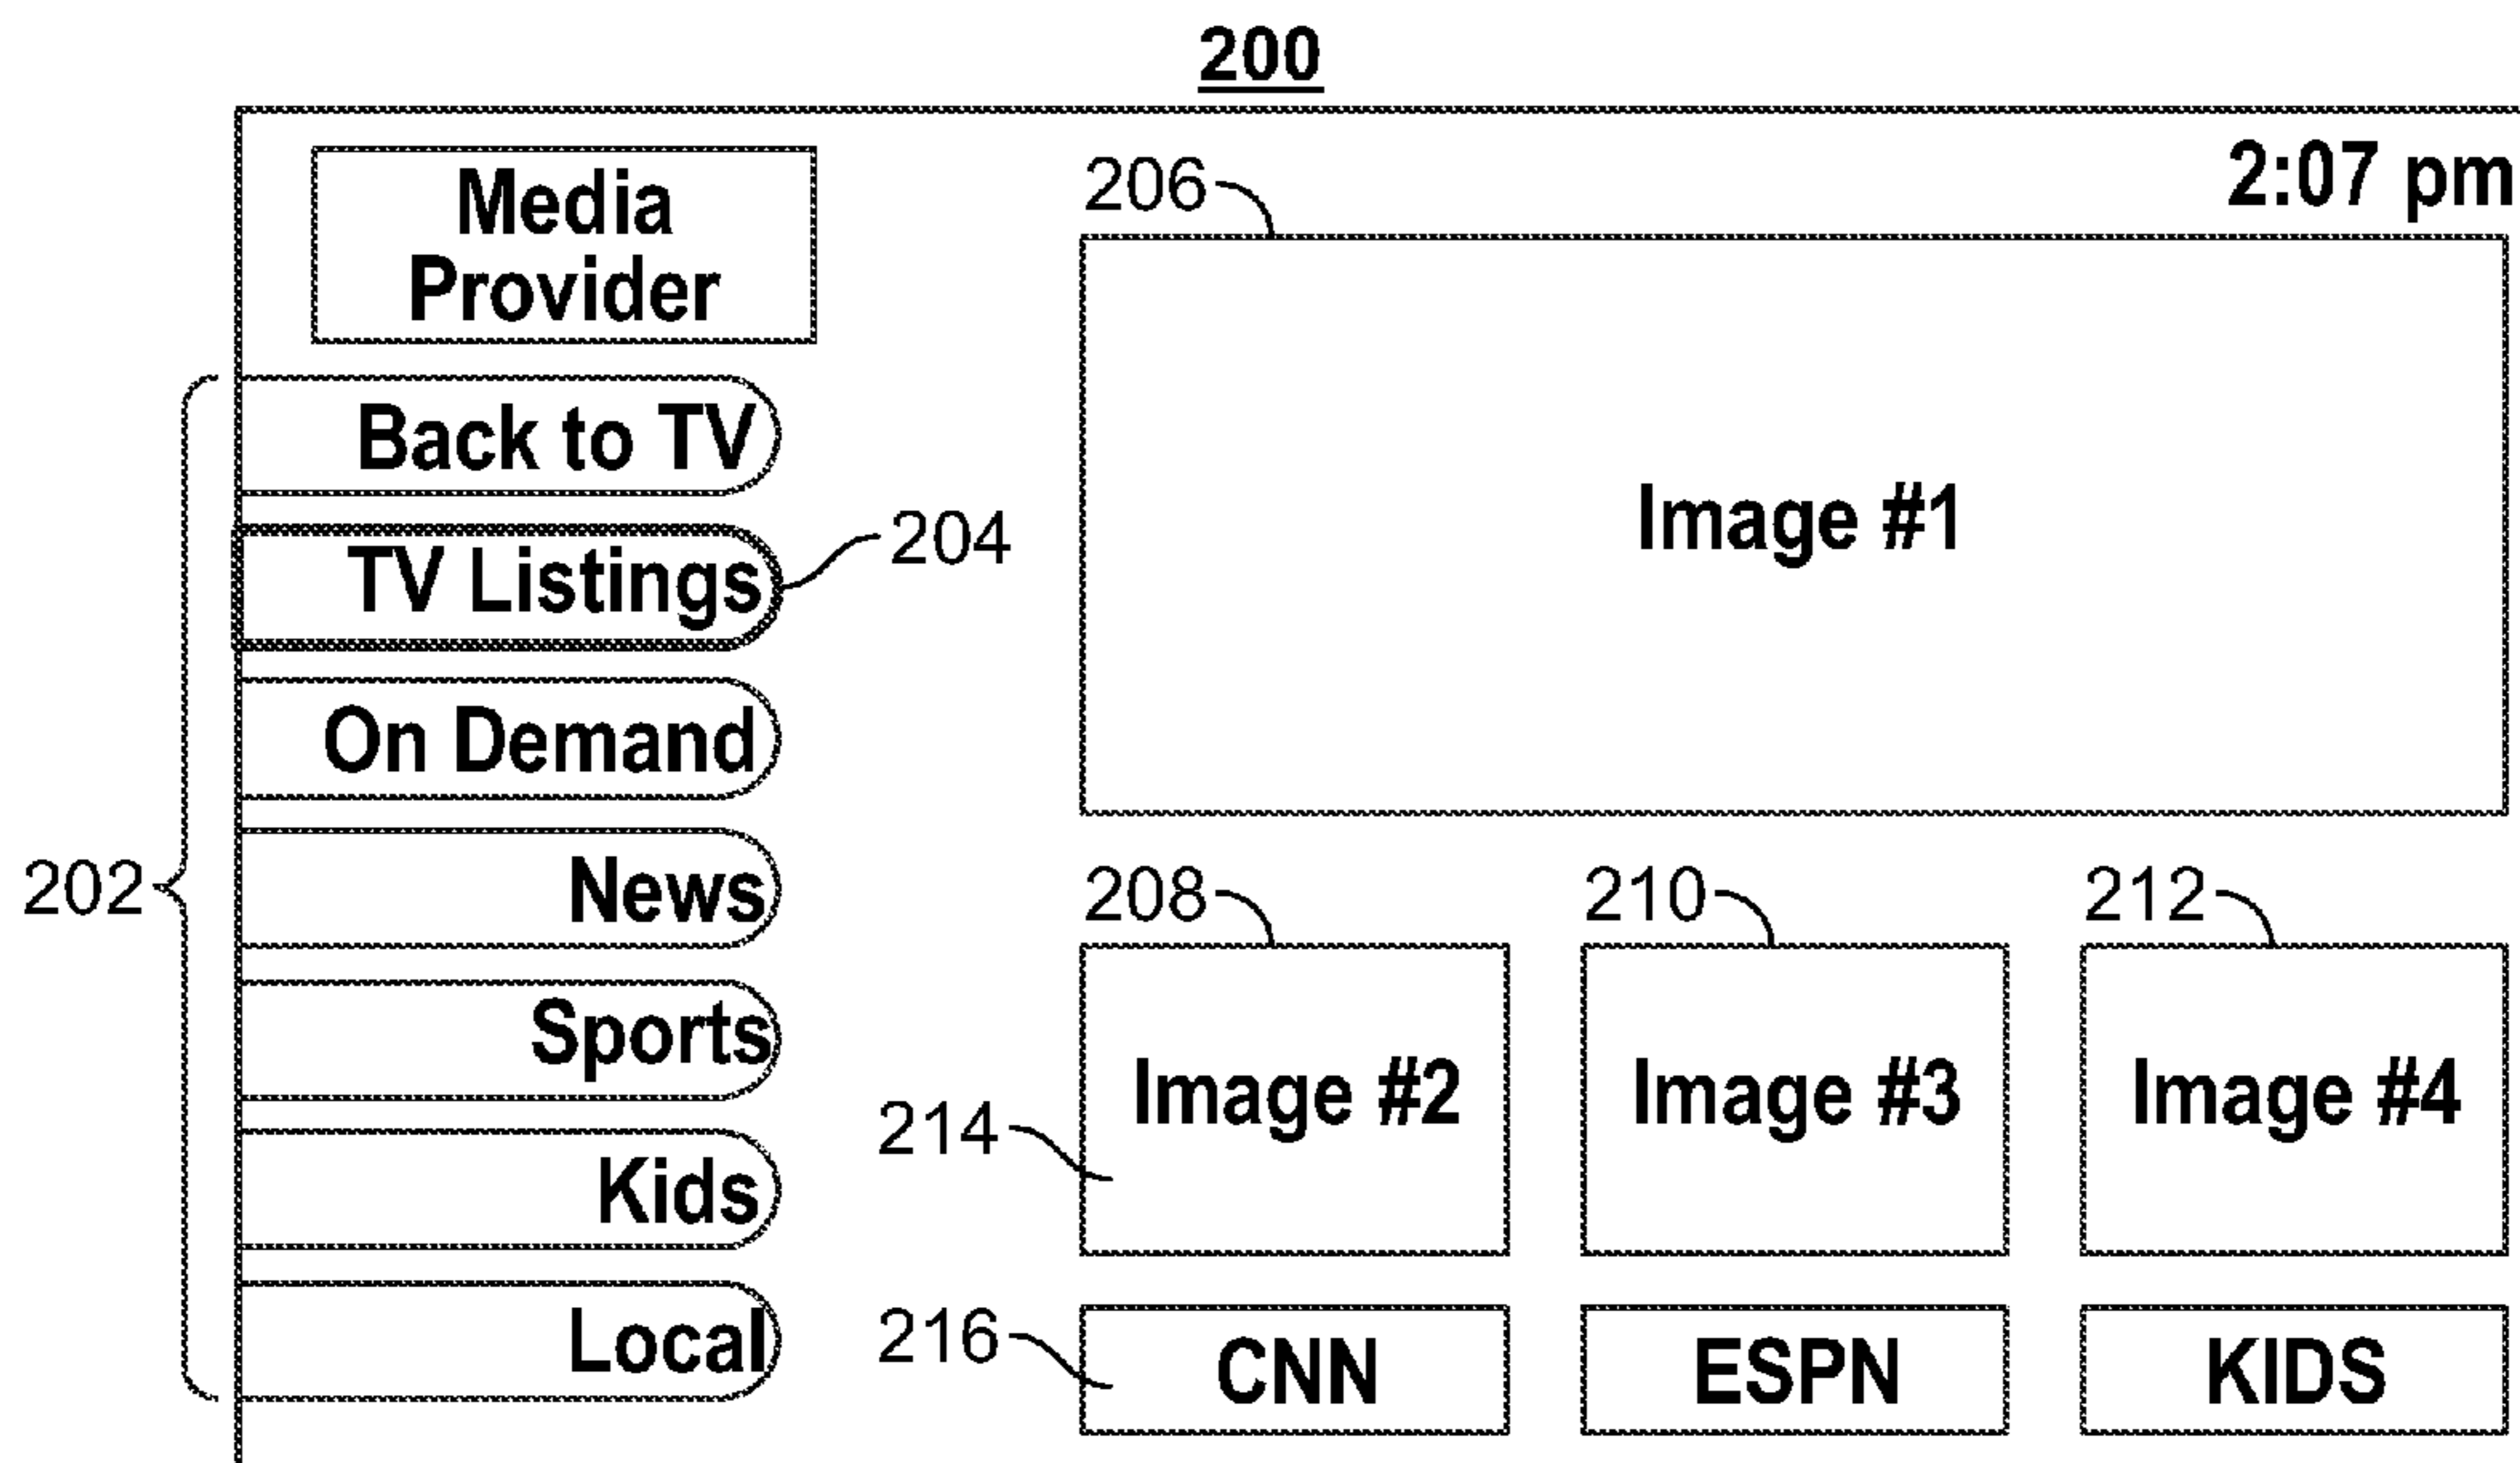 200
2:07 pm
Media
Provider
206
Back to TV
Image #1
TV Listings
204
On Demand
202
News
208
210
212
Sports
Image #2
Image #3
Image #4
214
Kids
Local
216
CNN
ESPN
KIDS